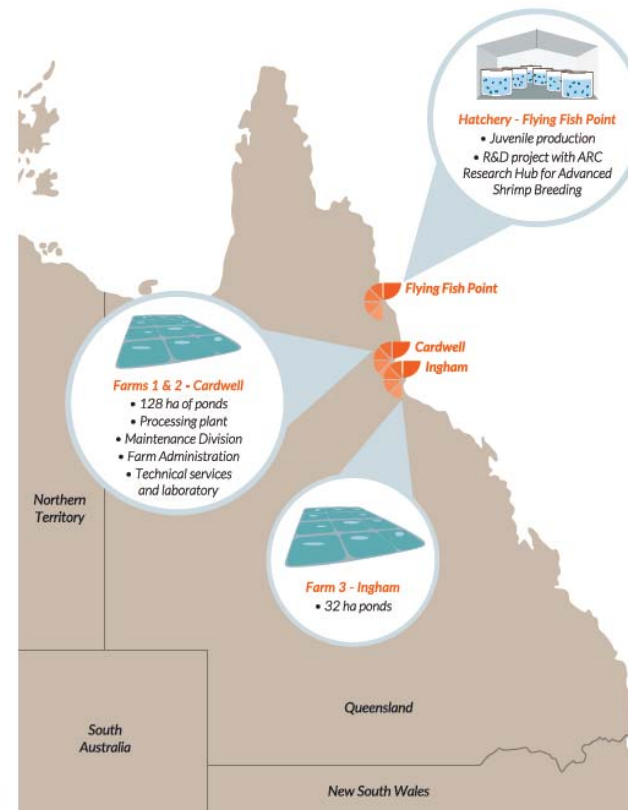 Hatchery - Flying Fish Point
• Juvenile production
• R&D project with ARC
Research Hub for Advanced
Shrimp Breeding
Flying Fish Point
Cardwell
Ingham
Farms 1 & 2 - Cardwell
• 128 ha of ponds
• Processing plant
• Maintenance Division
• Farm Administration
• Technical services
and laboratory
Northern
Territory
Farm 3 - Ingham
• 32 ha ponds
Queensland
South
Australia
New South Wales